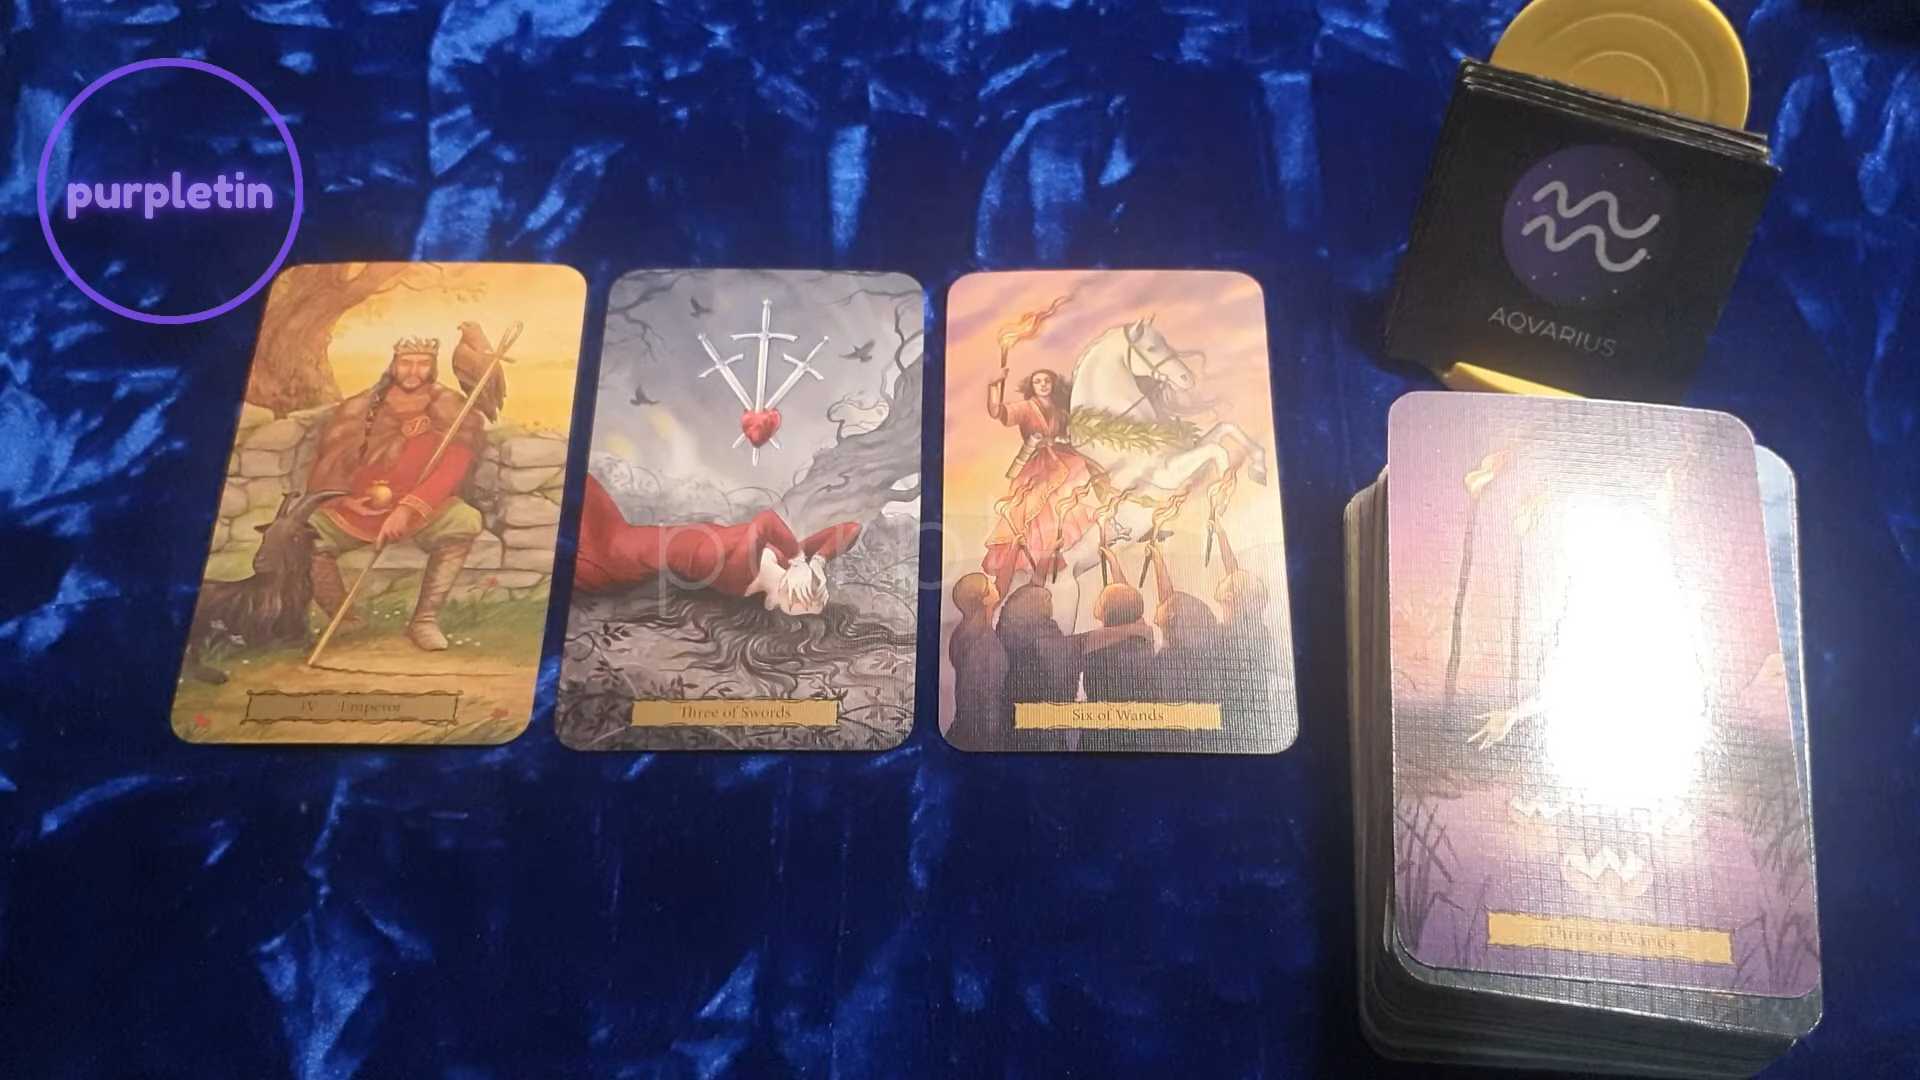 purpletin
AQVARIUS
IV Emperor
Three of Swords
Six of Wands
Three of Wands